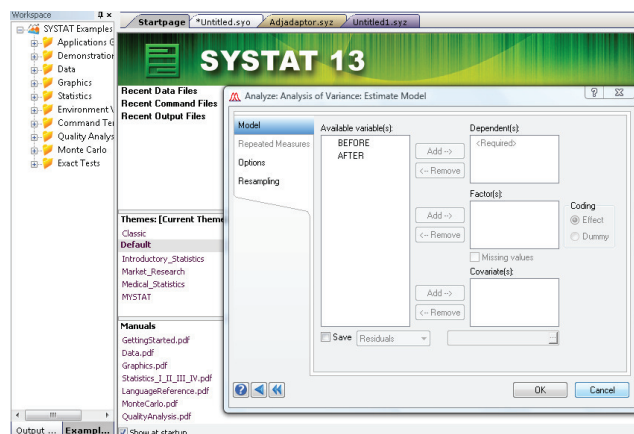 Workspace
Startpage
*Untitled.syo
Adjadaptor.syz
Untitled1.syz
SYSTAT Examples
Applications
Demonstration
Data
Graphics
Statistics
Environment
Command
Quality Analys
Monte Carlo
Exact Tests
Output ...
Exampl...
SYSTAT 13
Recent Data Files
Recent Command Files
Recent Output Files
Themes: [Current Theme
Classic
Default
Introductory_Statistics
Market_Research
Medical_Statistics
MYSTAT
Manuals
GettingStarted.pdf
Data.pdf
Graphics.pdf
Statistics_I_II_III_IV.pdf
LanguageReference.pdf
MonteCarlo.pdf
QualityAnalysis.pdf
Show at startup
Analyze: Analysis of Variance: Estimate Model
Model
Repeated Measures
Options
Resampling
Available variable(s):
BEFORE
AFTER
Dependent(s):
<Required>
Add -->
<-- Remove
Factor(s):
Add -->
<-- Remove
Coding
Effect
Dummy
Missing values
Covariate(s):
Add -->
<-- Remove
Save
Residuals
...
OK
Cancel